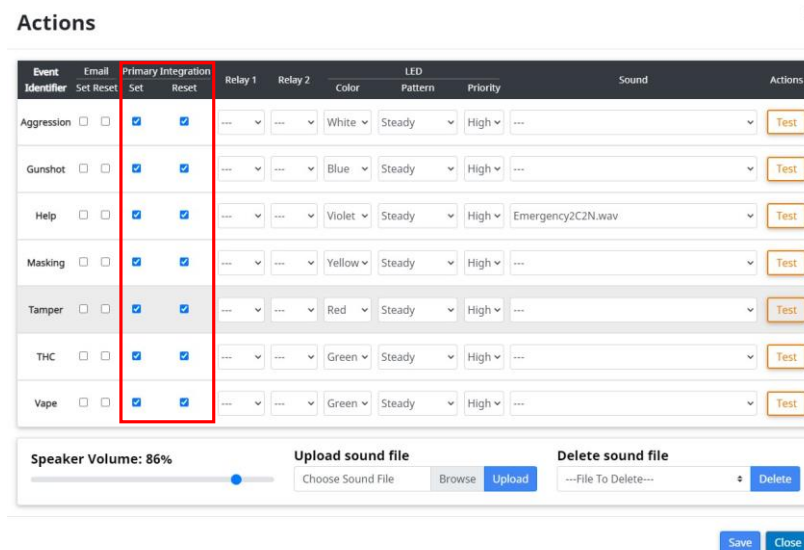 Actions
Event Identifier Email Primary Integration Relay 1 Relay 2 LED Sound Actions
Set Reset Set Reset Color Pattern Priority
Aggression --- --- White Steady High --- Test
Gunshot --- --- Blue Steady High --- Test
Help --- --- Violet Steady High Emergency2C2N.wav Test
Masking --- --- Yellow Steady High --- Test
Tamper --- --- Red Steady High --- Test
THC --- --- Green Steady High --- Test
Vape --- --- Green Steady High --- Test
Speaker Volume: 86% Upload sound file Delete sound file
Choose Sound File Browse Upload ---File To Delete--- Delete
Save Close